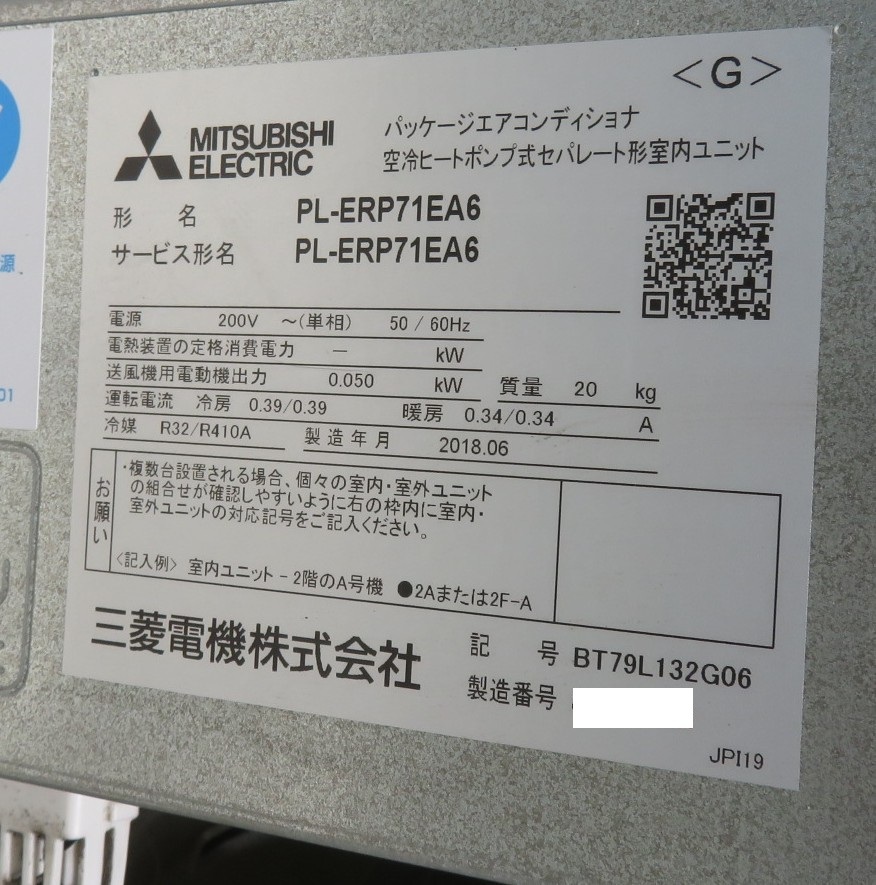 <G>
MITSUBISHI
ELECTRIC
パッケージエアコンディショナ
空冷ヒートポンプ式セパレート形室内ユニット
形 名 PL-ERP71EA6
サービス形名 PL-ERP71EA6
電源 200V ～(単相) 50 / 60Hz
電熱装置の定格消費電力 － kW
送風機用電動機出力 0.050 kW 質量 20 kg
運転電流 冷房 0.39/0.39 暖房 0.34/0.34 A
冷媒 R32/R410A 製造年月 2018.06
お願い
・複数台設置される場合、個々の室内・室外ユニット
の組合せが確認しやすいように右の枠内に室内・
室外ユニットの対応記号をご記入ください。
<記入例> 室内ユニット－2階のA号機 ●2Aまたは2F-A
三菱電機株式会社
記 号 BT79L132G06
製造番号
JPI19
源
01